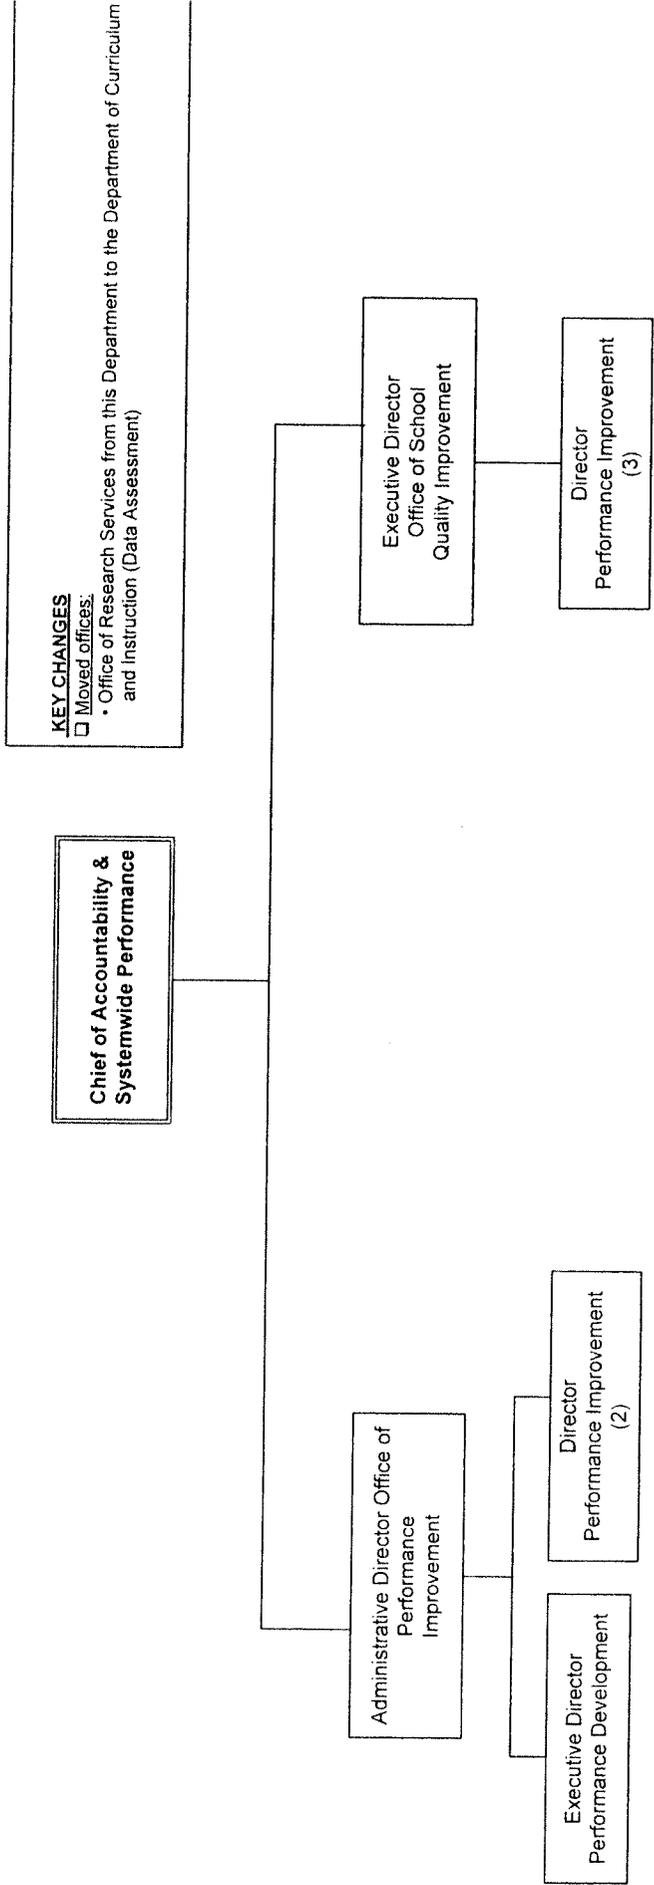 KEY CHANGES
❑ Moved offices:
• Office of Research Services from this Department to the Department of Curriculum
and Instruction (Data Assessment)
Chief of Accountability &
Systemwide Performance
Administrative Director Office of
Performance
Improvement
Executive Director
Office of School
Quality Improvement
Executive Director
Performance Development
Director
Performance Improvement
(2)
Director
Performance Improvement
(3)